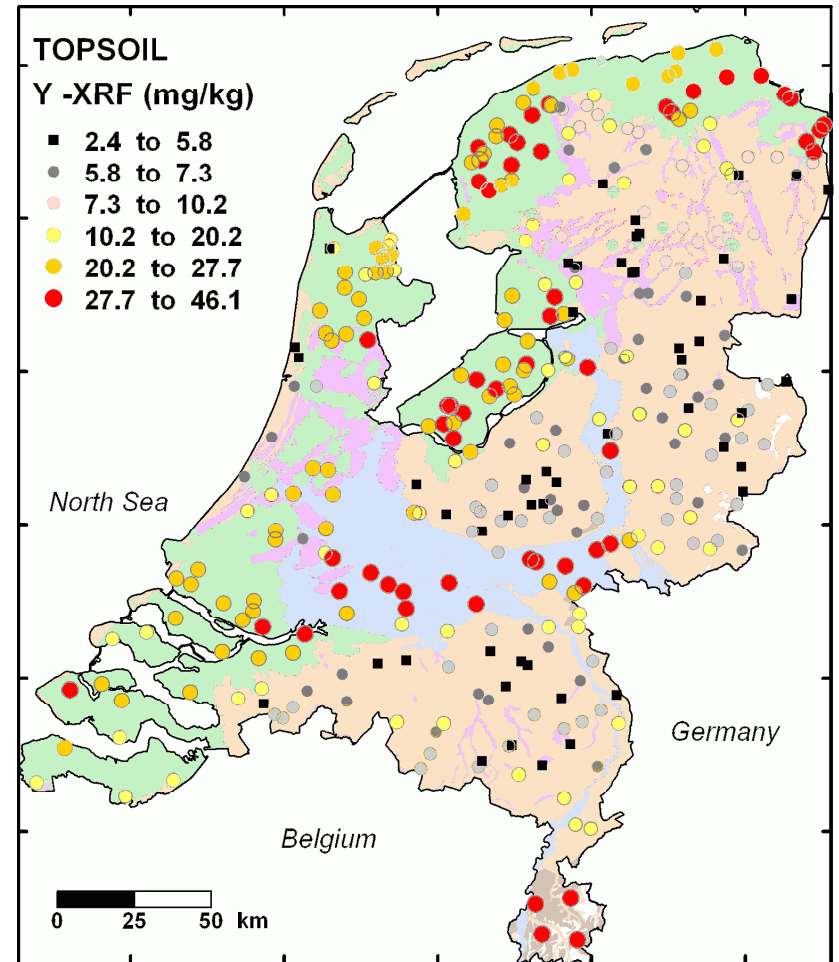 TOPSOIL
Y -XRF (mg/kg)
2.4 to 5.8
5.8 to 7.3
7.3 to 10.2
10.2 to 20.2
20.2 to 27.7
27.7 to 46.1
North Sea
Germany
Belgium
0 25 50 km